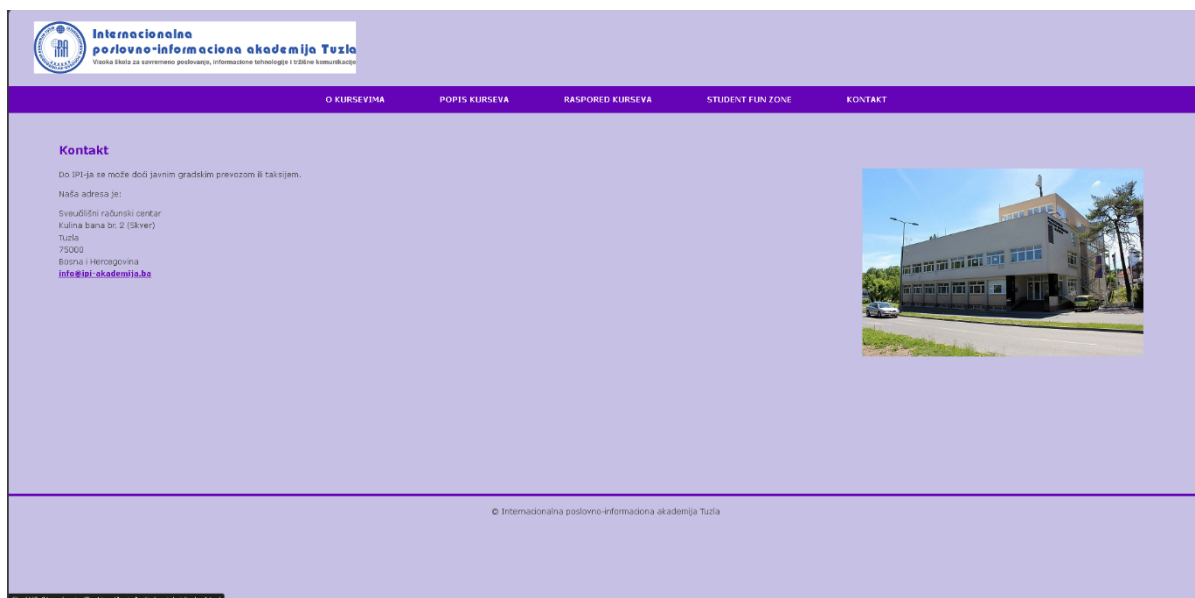 Internacionalna
poslovno-informaciona akademija Tuzla
Visoka škola za savremeno poslovanje, informacione tehnologije i tržišne komunikacije
O KURSEVIMA POPIS KURSEVA RASPORED KURSEVA STUDENT FUN ZONE KONTAKT
Kontakt
Do IPI-ja se može doći javnim gradskim prevozom ili taksijem.
Naša adresa je:
Sveučilišni računski centar
Kulina bana br. 2 (Skver)
Tuzla
75000
Bosna i Hercegovina
info@ipi-akademija.ba
© Internacionalna poslovno-informaciona akademija Tuzla